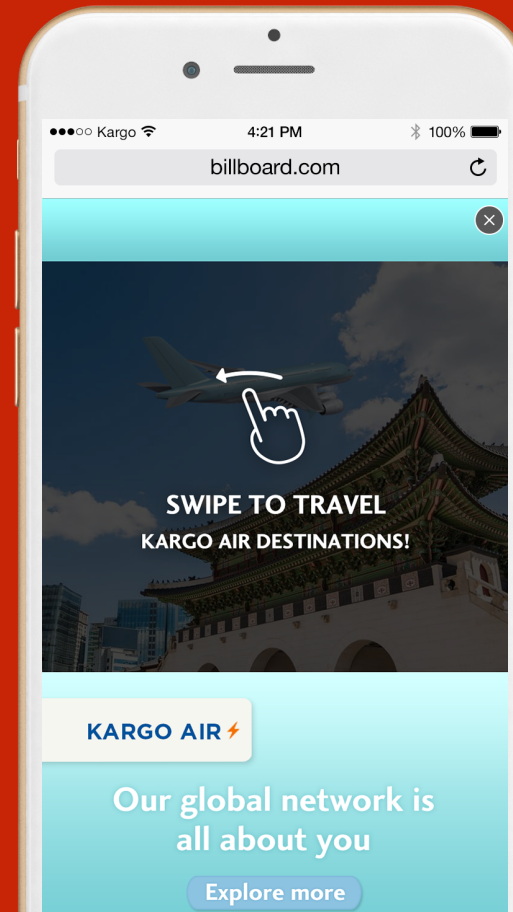 Kargo 4:21 PM 100%
billboard.com
SWIPE TO TRAVEL
KARGO AIR DESTINATIONS!
KARGO AIR
Our global network is
all about you
Explore more